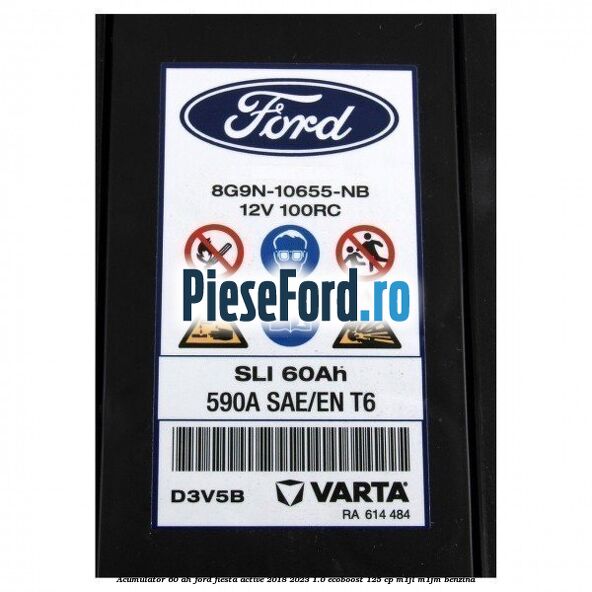 Ford
8G9N-10655-NB
12V 100RC
PieseFord.ro
SLI 60Ah
590A SAE/EN T6
D3V5B VARTA
RA 614 484
Acumulator 60 ah ford fiesta active 2018 2023 1.0 ecoboost 125 cp m1jl m1jm benzina